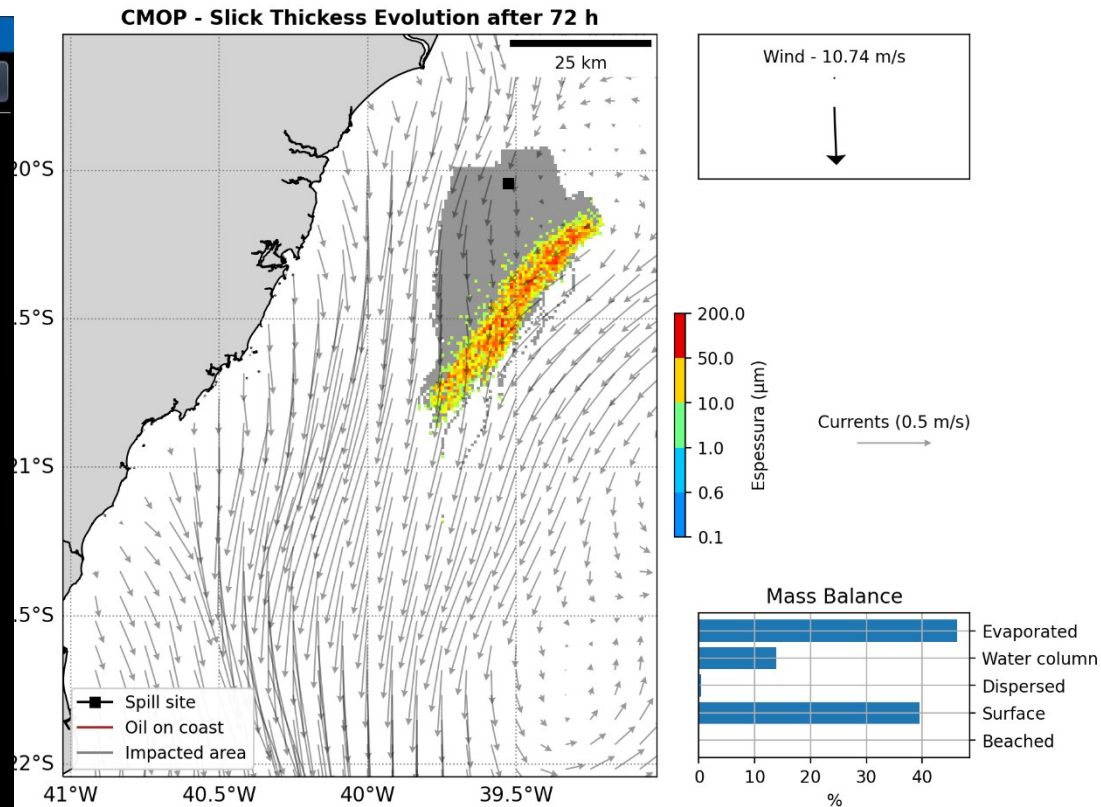 CMOP - Slick Thickess Evolution after 72 h
25 km
20°S
.5°S
21°S
.5°S
22°S
41°W
40.5°W
40°W
39.5°W
Spill site
Oil on coast
Impacted area
Wind - 10.74 m/s
200.0
50.0
10.0
1.0
0.6
0.1
Espessura (μm)
Currents (0.5 m/s)
Mass Balance
Evaporated
Water column
Dispersed
Surface
Beached
0
10
20
30
40
%